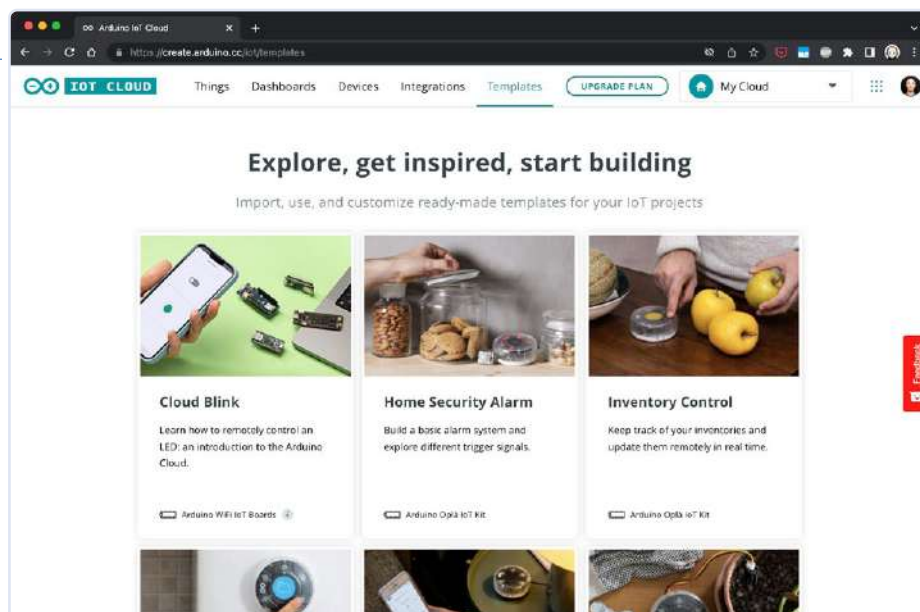 Arduino IoT Cloud
https://create.arduino.cc/iot/templates
IOT CLOUD
Things
Dashboards
Devices
Integrations
Templates
UPGRADE PLAN
My Cloud
Explore, get inspired, start building
Import, use, and customize ready-made templates for your IoT projects
Cloud Blink
Learn how to remotely control an
LED: an introduction to the Arduino
Cloud.
Arduino WiFi IoT Boards
Home Security Alarm
Build a basic alarm system and
explore different trigger signals.
Arduino Oplà IoT Kit
Inventory Control
Keep track of your inventories and
update them remotely in real time.
Arduino Oplà IoT Kit
Feedback